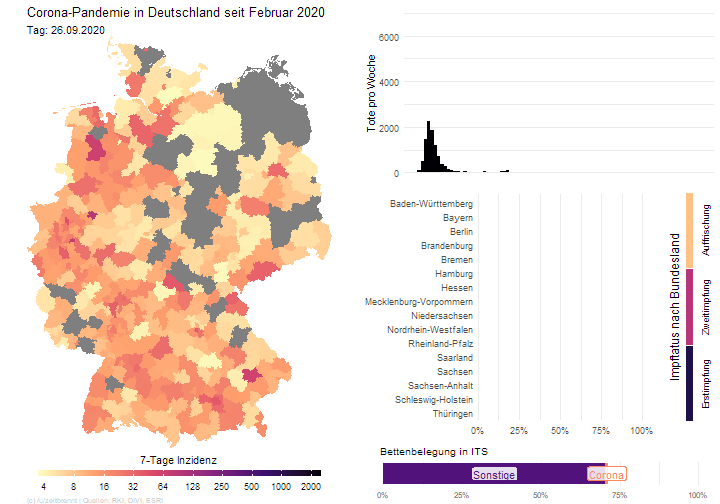 Corona-Pandemie in Deutschland seit Februar 2020
Tag: 26.09.2020
7-Tage Inzidenz
4 8 16 32 64 125 250 500 1000 2000
(c) /u/zeitbrennt | Quellen: RKI, DIVI, ESRI
Tote pro Woche
6000
4000
2000
0
Baden-Württemberg
Bayern
Berlin
Brandenburg
Bremen
Hamburg
Hessen
Mecklenburg-Vorpommern
Niedersachsen
Nordrhein-Westfalen
Rheinland-Pfalz
Saarland
Sachsen
Sachsen-Anhalt
Schleswig-Holstein
Thüringen
0% 25% 50% 75% 100%
Impfstatus nach Bundesland
Auffrischung
Zweitimpfung
Erstimpfung
Bettenbelegung in ITS
Sonstige
Corona
0% 25% 50% 75% 100%